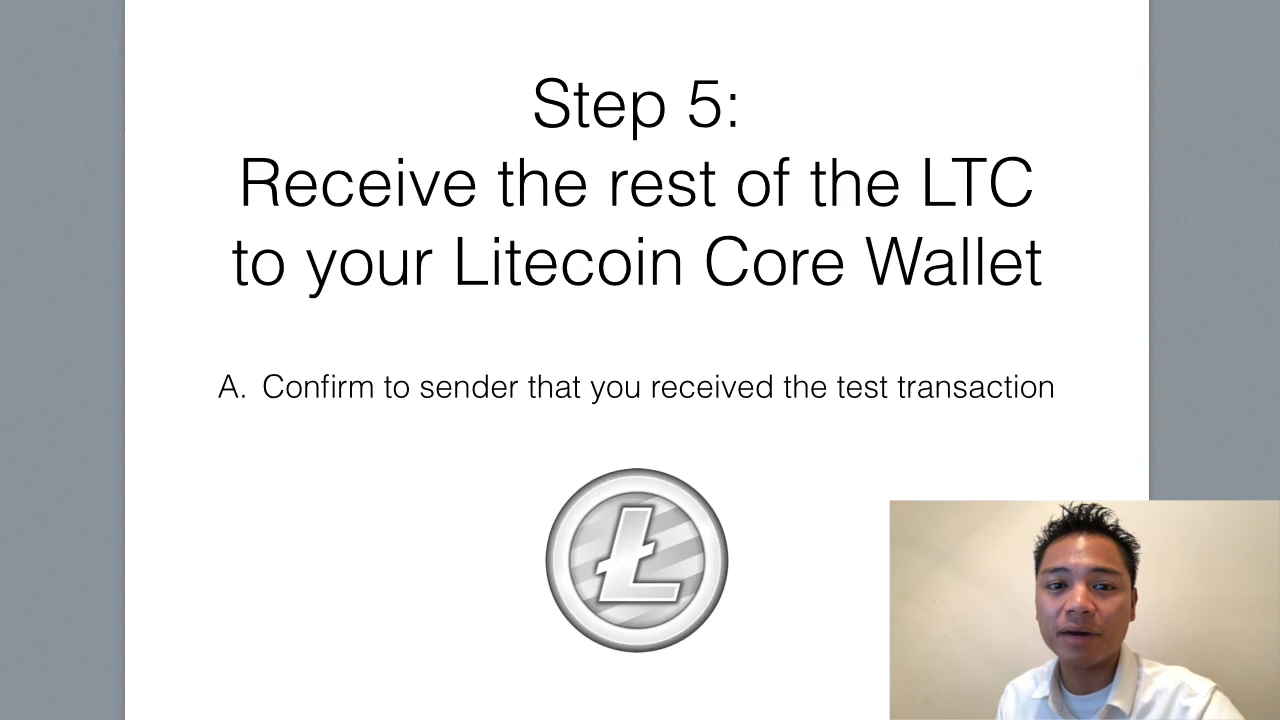 Step 5:
Receive the rest of the LTC
to your Litecoin Core Wallet
A. Confirm to sender that you received the test transaction